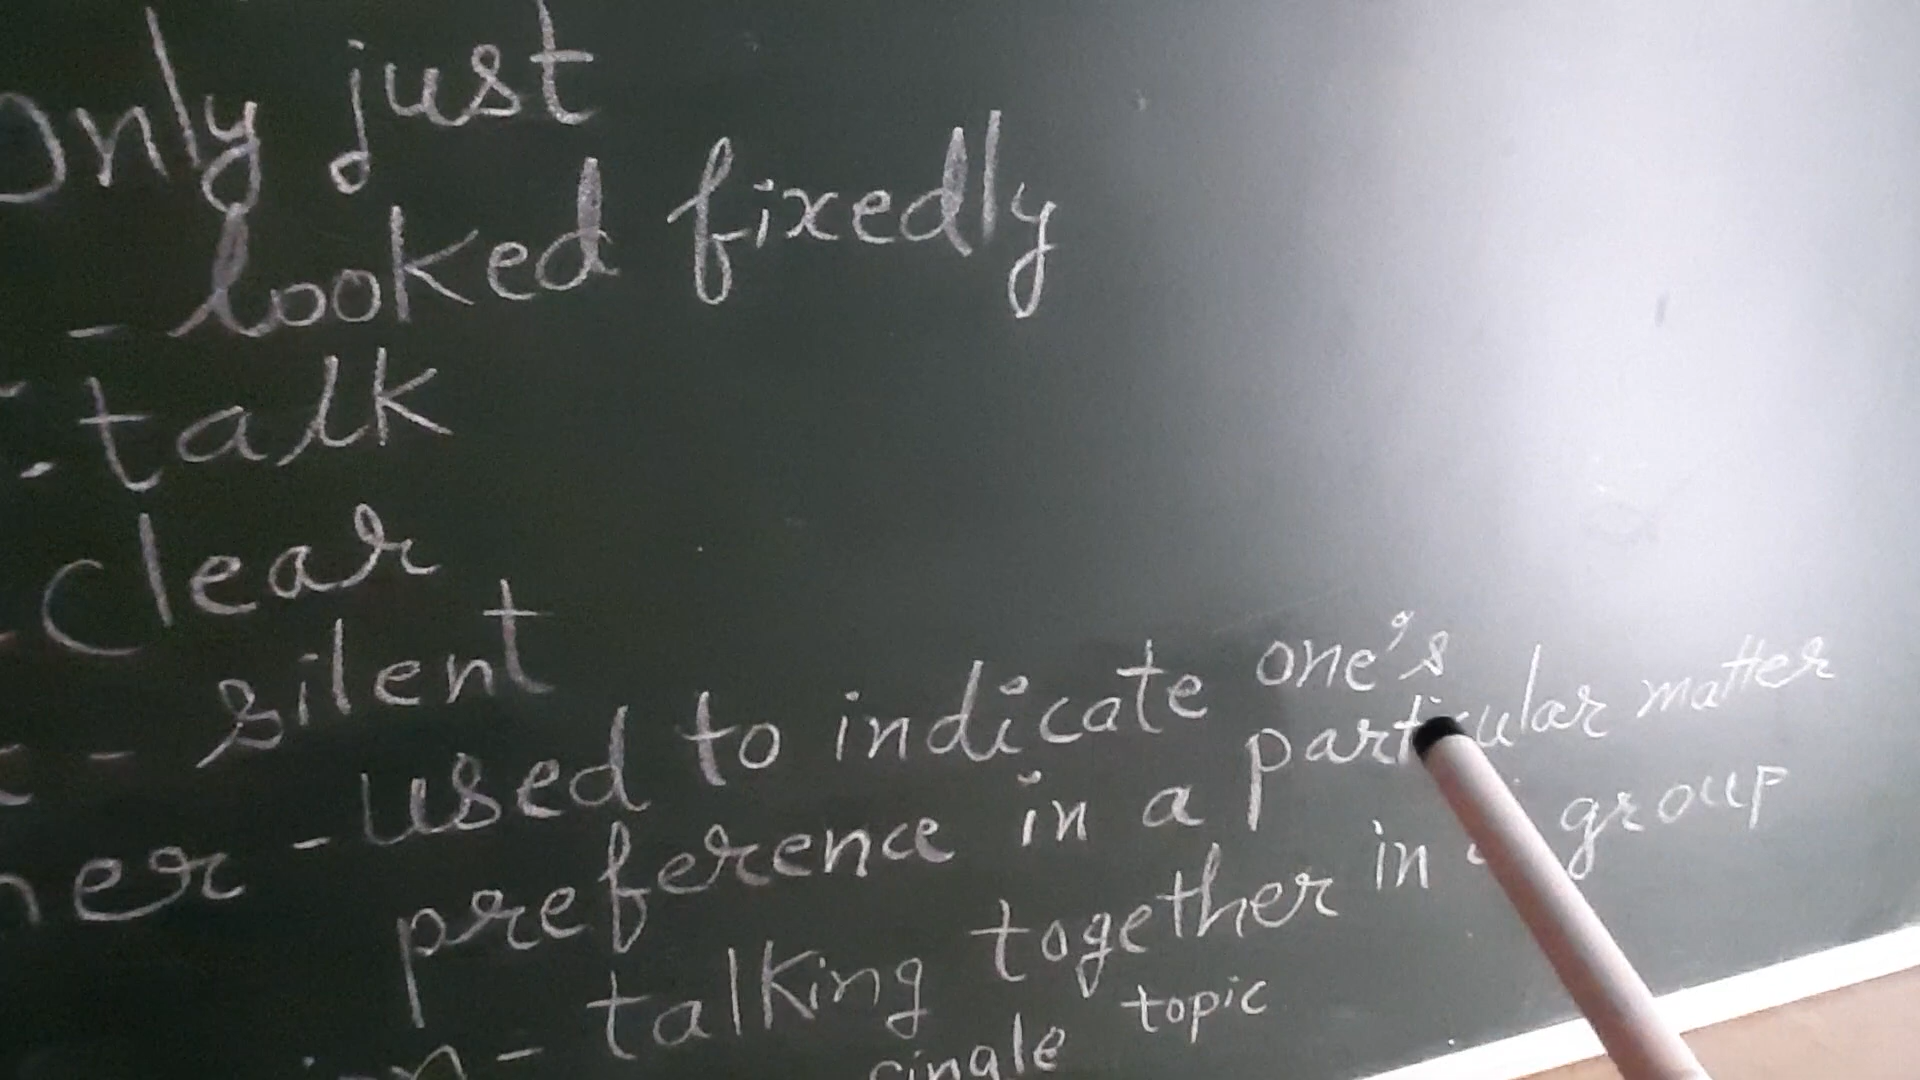 Only just
- looked fixedly
- talk
- clear
- silent
her - used to indicate one's
preference in a particular matter
- talking together in group
single topic